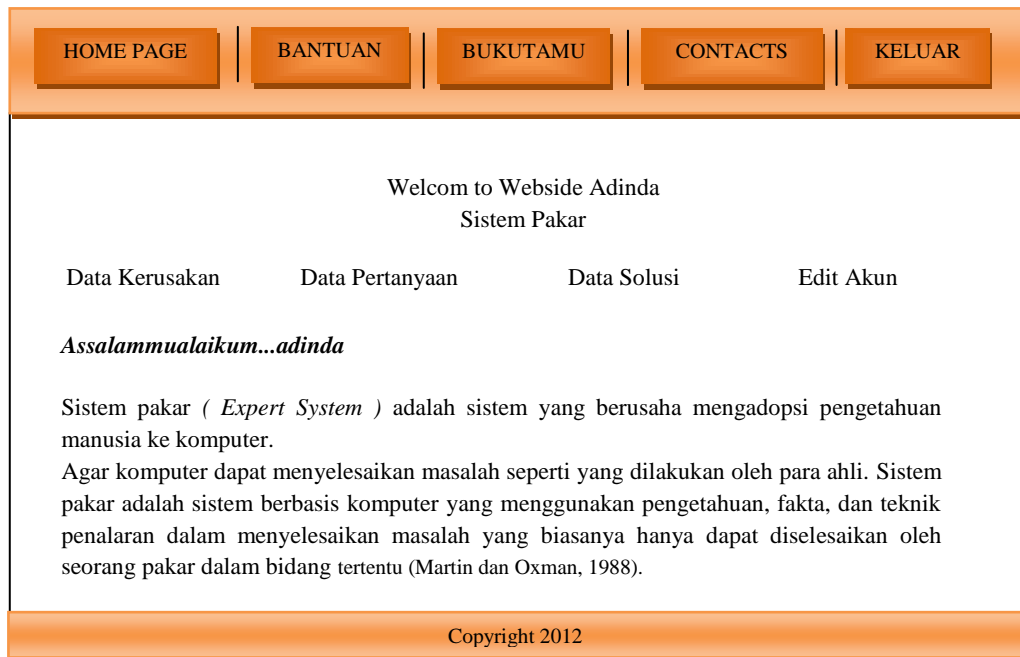 HOME PAGE BANTUAN BUKUTAMU CONTACTS KELUAR
Welcom to Webside Adinda
Sistem Pakar
Data Kerusakan Data Pertanyaan Data Solusi Edit Akun
Assalammualaikum...adinda
Sistem pakar ( Expert System ) adalah sistem yang berusaha mengadopsi pengetahuan
manusia ke komputer.
Agar komputer dapat menyelesaikan masalah seperti yang dilakukan oleh para ahli. Sistem
pakar adalah sistem berbasis komputer yang menggunakan pengetahuan, fakta, dan teknik
penalaran dalam menyelesaikan masalah yang biasanya hanya dapat diselesaikan oleh
seorang pakar dalam bidang tertentu (Martin dan Oxman, 1988).
Copyright 2012